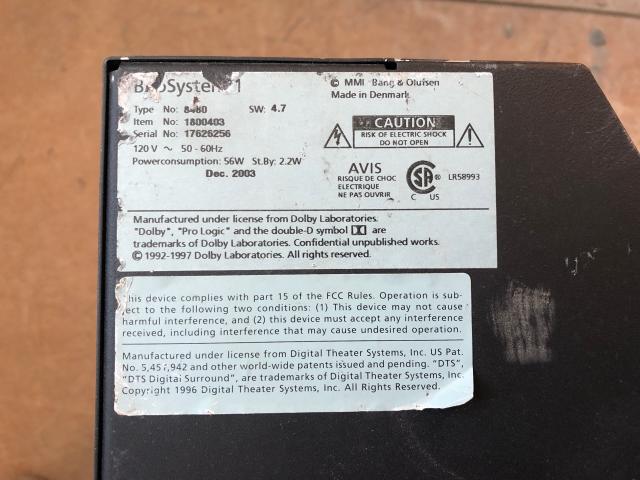 Type No: 8480 SW: 4.7
Item No: 1800403
Serial No: 17626256
120 V ~ 50 - 60Hz
Powerconsumption: 56W St.By: 2.2W
Dec. 2003
© MMI Bang & Olufsen
Made in Denmark
CAUTION
RISK OF ELECTRIC SHOCK
DO NOT OPEN
AVIS
RISQUE DE CHOC
ELECTRIQUE
NE PAS OUVRIR
SA ®
C US
LR58993
Manufactured under license from Dolby Laboratories.
"Dolby", "Pro Logic" and the double-D symbol are
trademarks of Dolby Laboratories. Confidential unpublished works.
© 1992-1997 Dolby Laboratories. All rights reserved.
This device complies with part 15 of the FCC Rules. Operation is sub-
ject to the following two conditions: (1) This device may not cause
harmful interference, and (2) this device must accept any interference
received, including interference that may cause undesired operation.
Manufactured under license from Digital Theater Systems, Inc. US Pat.
No. and other world-wide patents issued and pending. "DTS",
"DTS Digital Surround", are trademarks of Digital Theater Systems, Inc.
Copyright 1996 Digital Theater Systems, Inc. All Rights Reserved.